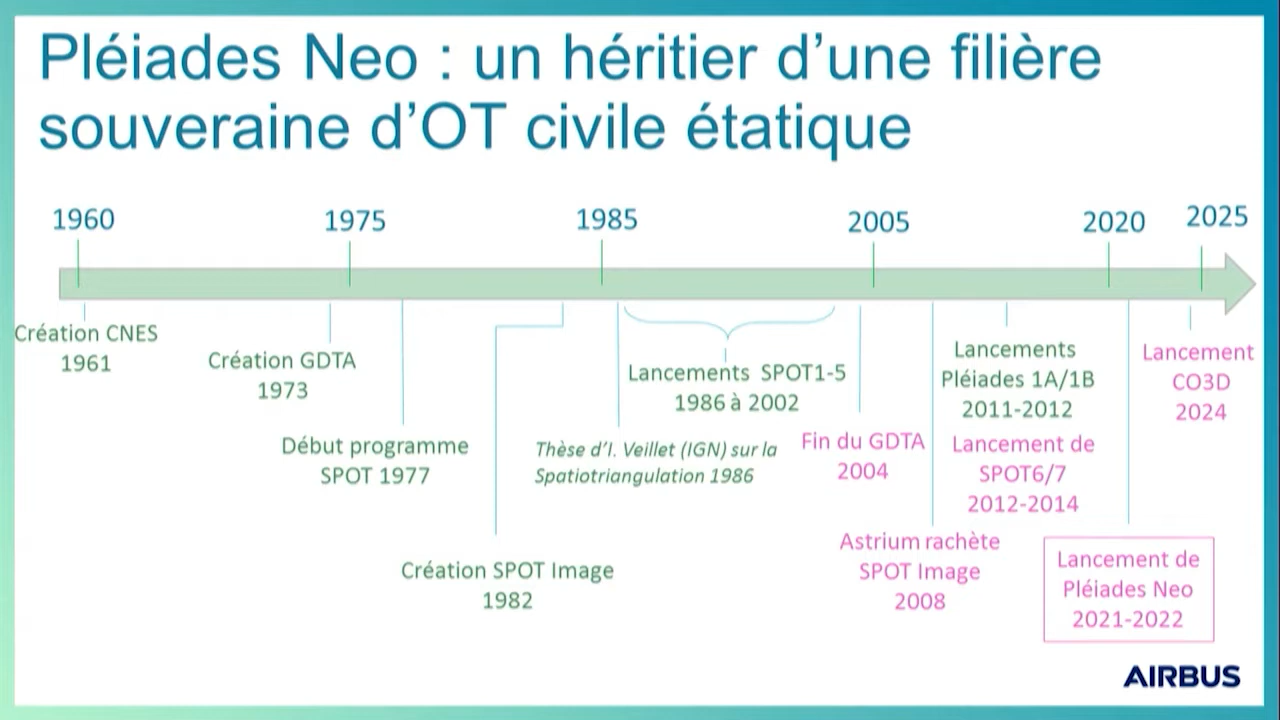 Pléiades Neo : un héritier d’une filière
souveraine d’OT civile étatique
1960
1975
1985
2005
2020
2025
Création CNES
1961
Création GDTA
1973
Début programme
SPOT 1977
Création SPOT Image
1982
Thèse d’I. Veillet (IGN) sur la
Spatiotriangulation 1986
Lancements SPOT1-5
1986 à 2002
Fin du GDTA
2004
Astrium rachète
SPOT Image
2008
Lancements
Pléiades 1A/1B
2011-2012
Lancement de
SPOT6/7
2012-2014
Lancement de
Pléiades Neo
2021-2022
Lancement
CO3D
2024
AIRBUS